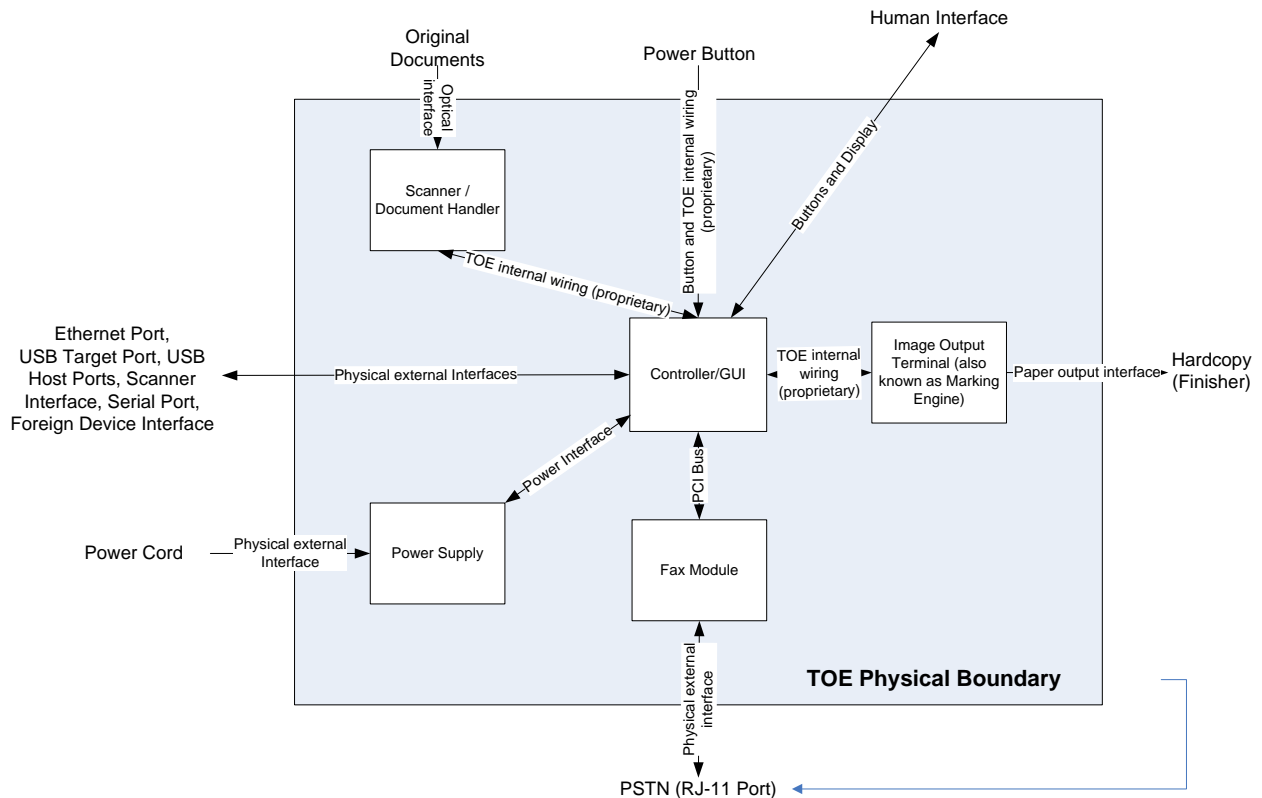 Human Interface
Original
Documents
Power Button
Optical
interface
Button and TOE internal wiring
(proprietary)
Buttons and Display
Scanner /
Document Handler
TOE internal wiring (proprietary)
Ethernet Port,
USB Target Port, USB
Host Ports, Scanner
Interface, Serial Port,
Foreign Device Interface
Physical external Interfaces
Controller/GUI
TOE internal
wiring
(proprietary)
Image Output
Terminal (also
known as Marking
Engine)
Paper output interface
Hardcopy
(Finisher)
Power Interface
PCI Bus
Power Cord
Physical external
Interface
Power Supply
Fax Module
Physical external
interface
TOE Physical Boundary
PSTN (RJ-11 Port)